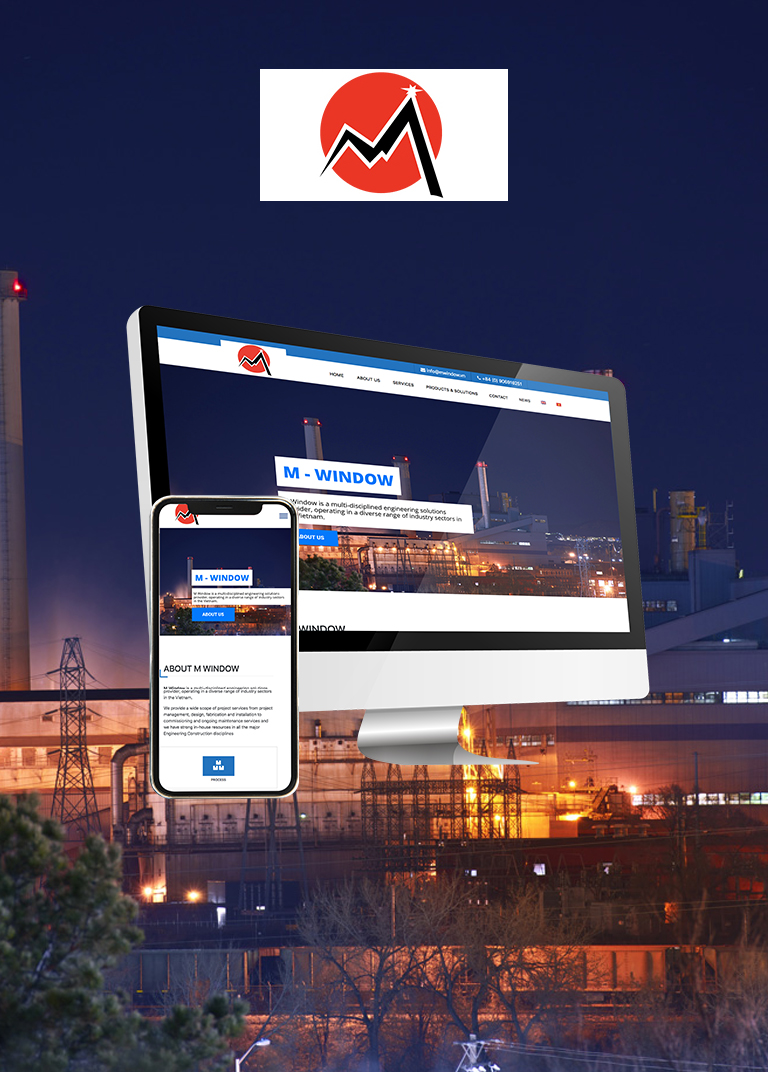 info@mwindow.vn
HOME
ABOUT US
SERVICES
PRODUCTS & SOLUTIONS
CONTACT
NEWS
M - WINDOW
Window is a multi-disciplined engineering solutions
vider, operating in a diverse range of industry sectors in
Vietnam.
ABOUT US
WINDOW
M - WINDOW
M Window is a multi-disciplined engineering solutions
provider, operating in a diverse range of industry sectors
in the Vietnam.
ABOUT US
ABOUT M WINDOW
M Window is a multi-disciplined engineering solutions
provider, operating in a diverse range of industry sectors
in the Vietnam.
We provide a wide scope of project services from project
management, design, fabrication and installation to
commissioning and ongoing maintenance services and
we have strong in-house resources in all the major
Engineering Construction disciplines
M
MM
PROCESS